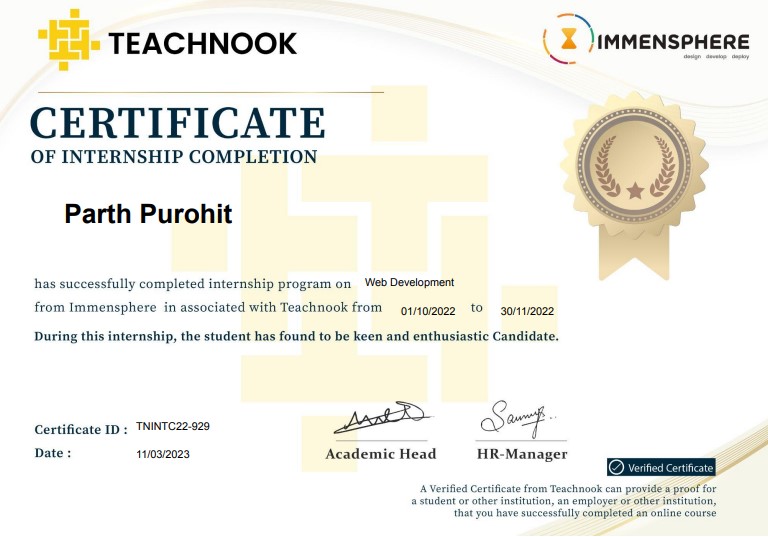 TEACHNOOK
IMMENSPHERE
design develop deploy
CERTIFICATE
OF INTERNSHIP COMPLETION
Parth Purohit
has successfully completed internship program on Web Development
from Immensphere in associated with Teachnook from 01/10/2022 to 30/11/2022
During this internship, the student has found to be keen and enthusiastic Candidate.
Certificate ID : TNINTC22-929
Date : 11/03/2023
Academic Head
HR-Manager
Verified Certificate
A Verified Certificate from Teachnook can provide a proof for
a student or other institution, an employer or other institution,
that you have successfully completed an online course